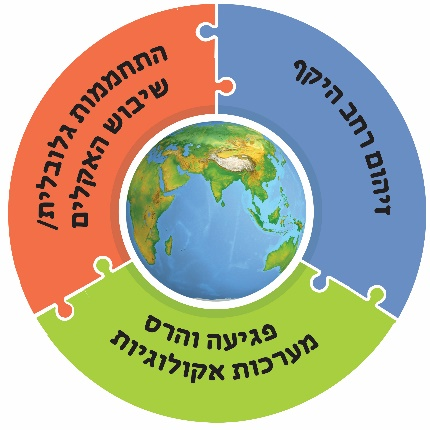 התחממות גלובלית/
שיבוש האקלים
זיהום רחב היקף
פגיעה והרס
מערכות אקולוגיות